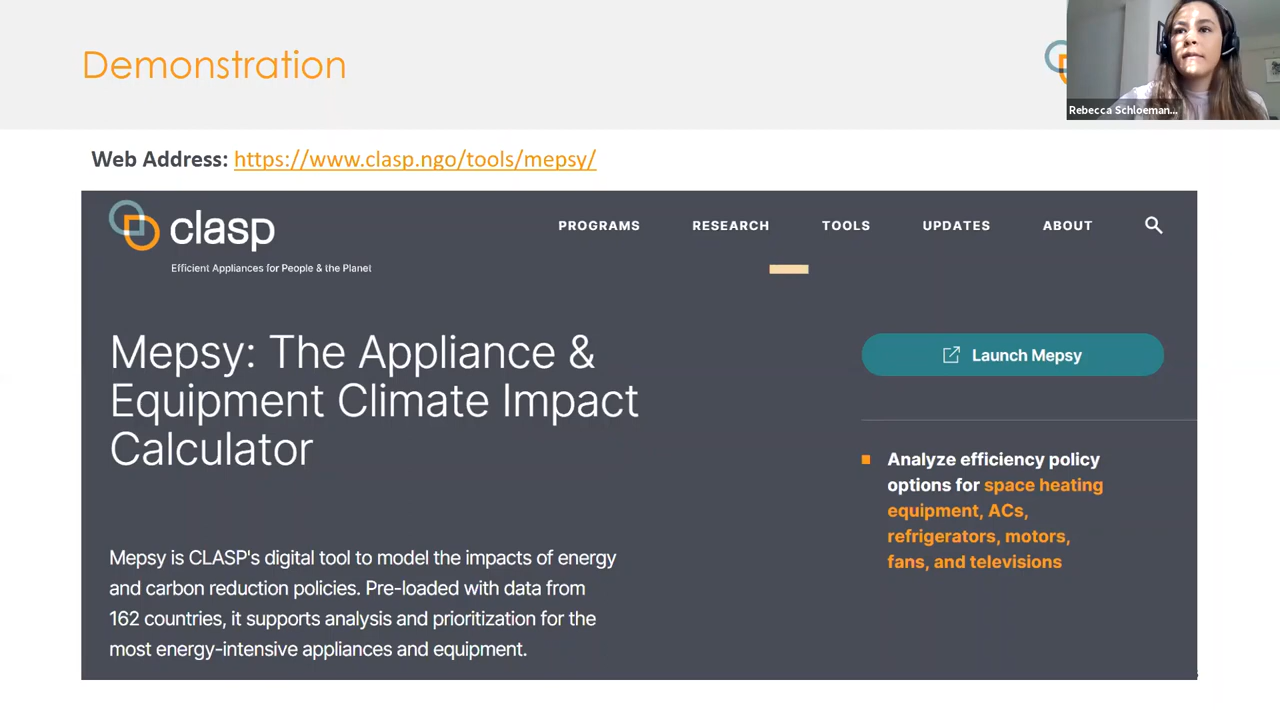 Demonstration
Rebecca Schloeman...
Web Address: https://www.clasp.ngo/tools/mepsy/
clasp
Efficient Appliances for People & the Planet
PROGRAMS
RESEARCH
TOOLS
UPDATES
ABOUT
Mepsy: The Appliance &
Equipment Climate Impact
Calculator
Mepsy is CLASP's digital tool to model the impacts of energy
and carbon reduction policies. Pre-loaded with data from
162 countries, it supports analysis and prioritization for the
most energy-intensive appliances and equipment.
Launch Mepsy
Analyze efficiency policy
options for space heating
equipment, ACs,
refrigerators, motors,
fans, and televisions